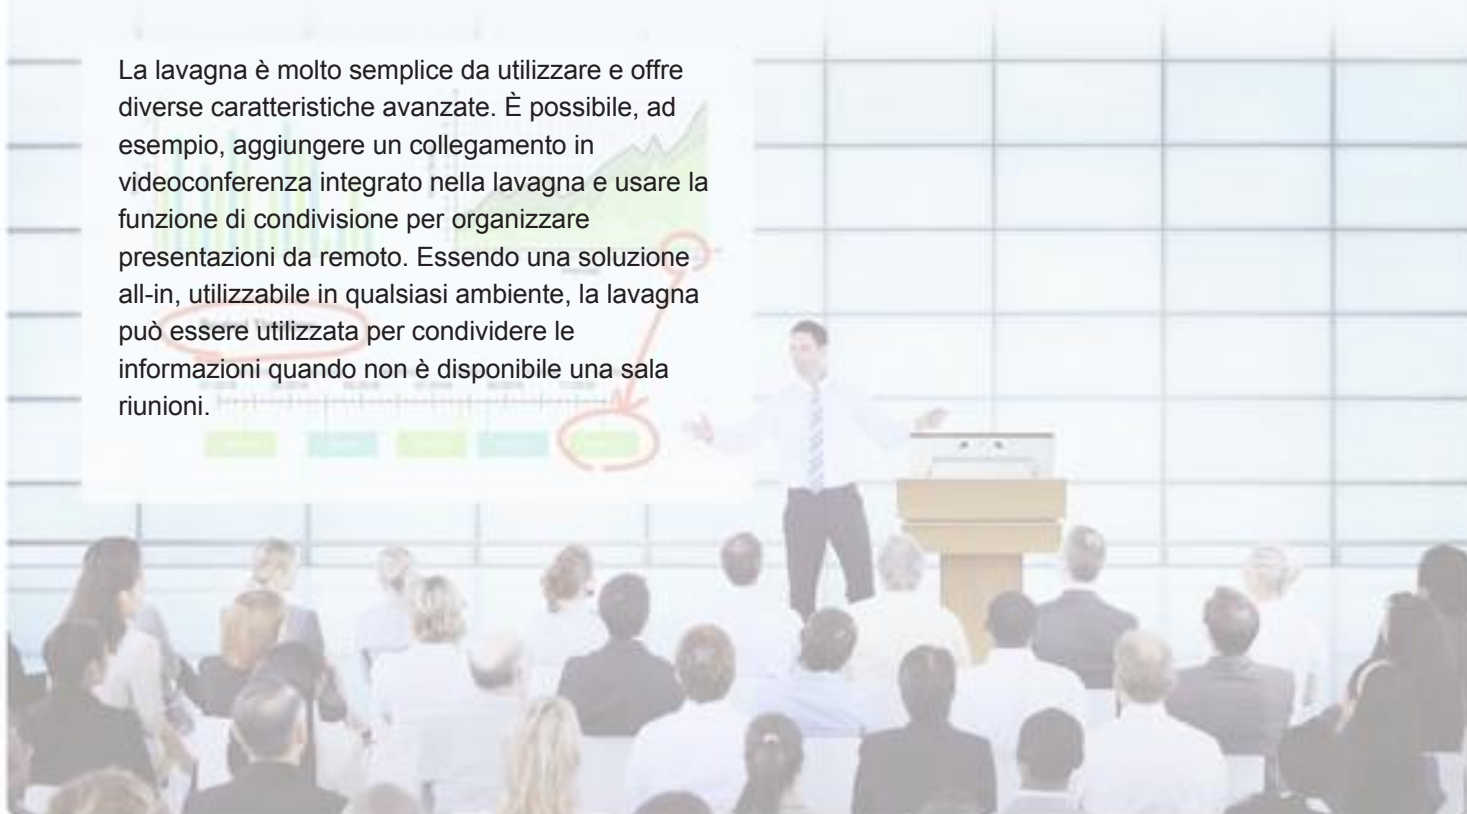 La lavagna è molto semplice da utilizzare e offre
diverse caratteristiche avanzate. È possibile, ad
esempio, aggiungere un collegamento in
videoconferenza integrato nella lavagna e usare la
funzione di condivisione per organizzare
presentazioni da remoto. Essendo una soluzione
all-in, utilizzabile in qualsiasi ambiente, la lavagna
può essere utilizzata per condividere le
informazioni quando non è disponibile una sala
riunioni.